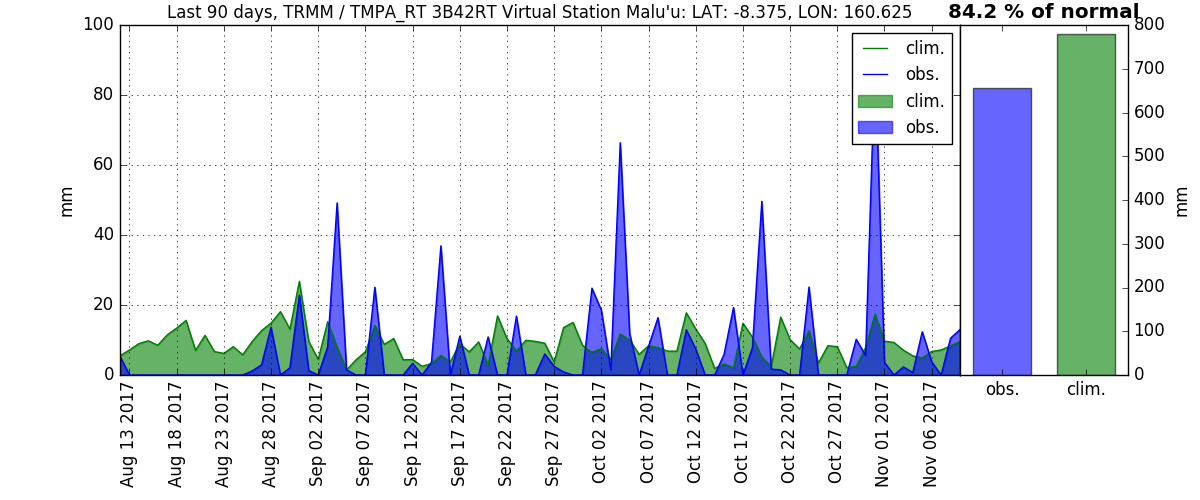 Last 90 days, TRMM / TMPA_RT 3B42RT Virtual Station Malu'u: LAT: -8.375, LON: 160.625
84.2 % of normal
100
80
60
40
20
0
mm
clim.
obs.
clim.
obs.
800
700
600
500
400
300
200
100
0
mm
obs.
clim.
Aug 13 2017
Aug 18 2017
Aug 23 2017
Aug 28 2017
Sep 02 2017
Sep 07 2017
Sep 12 2017
Sep 17 2017
Sep 22 2017
Sep 27 2017
Oct 02 2017
Oct 07 2017
Oct 12 2017
Oct 17 2017
Oct 22 2017
Oct 27 2017
Nov 01 2017
Nov 06 2017